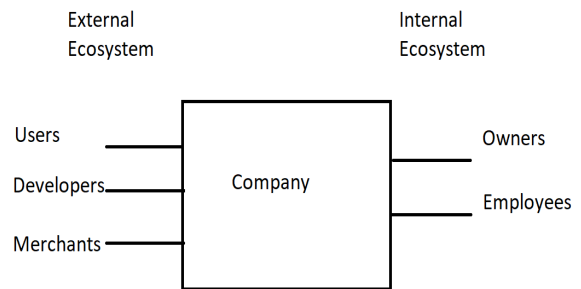 External
Ecosystem
Internal
Ecosystem
Users
Developers
Merchants
Company
Owners
Employees